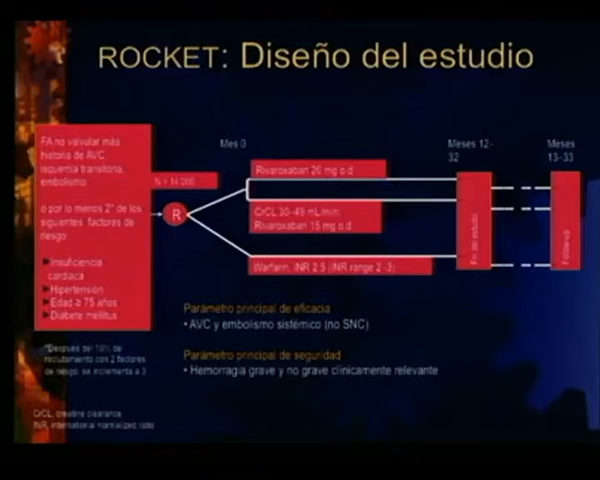 ROCKET: Diseño del estudio
FA no valvular más
historia de AVC,
isquemia transitoria,
embolismo
o por lo menos 2* de los
siguientes factores de
riesgo
Insuficiencia
cardiaca
Hipertensión
Edad ≥ 75 años
Diabete mellitus
N = 14 000
R
Mes 0
Rivaroxaban 20 mg o.d
CrCL 30-49 mL/min:
Rivaroxaban 15 mg o.d
Warfarin, INR 2.5 (INR range 2-3)
Meses 12-
32
Fin del estudio
Meses
13-33
Parámetro principal de eficacia
• AVC y embolismo sistémico (no SNC)
Parámetro principal de seguridad
• Hemorragia grave y no grave clínicamente relevante
*Despues del 10% de
reclutamiento con 2 factores
de riesgo, se incrementa a 3
CrCL, creatine clearance
INR, international normalized ratio